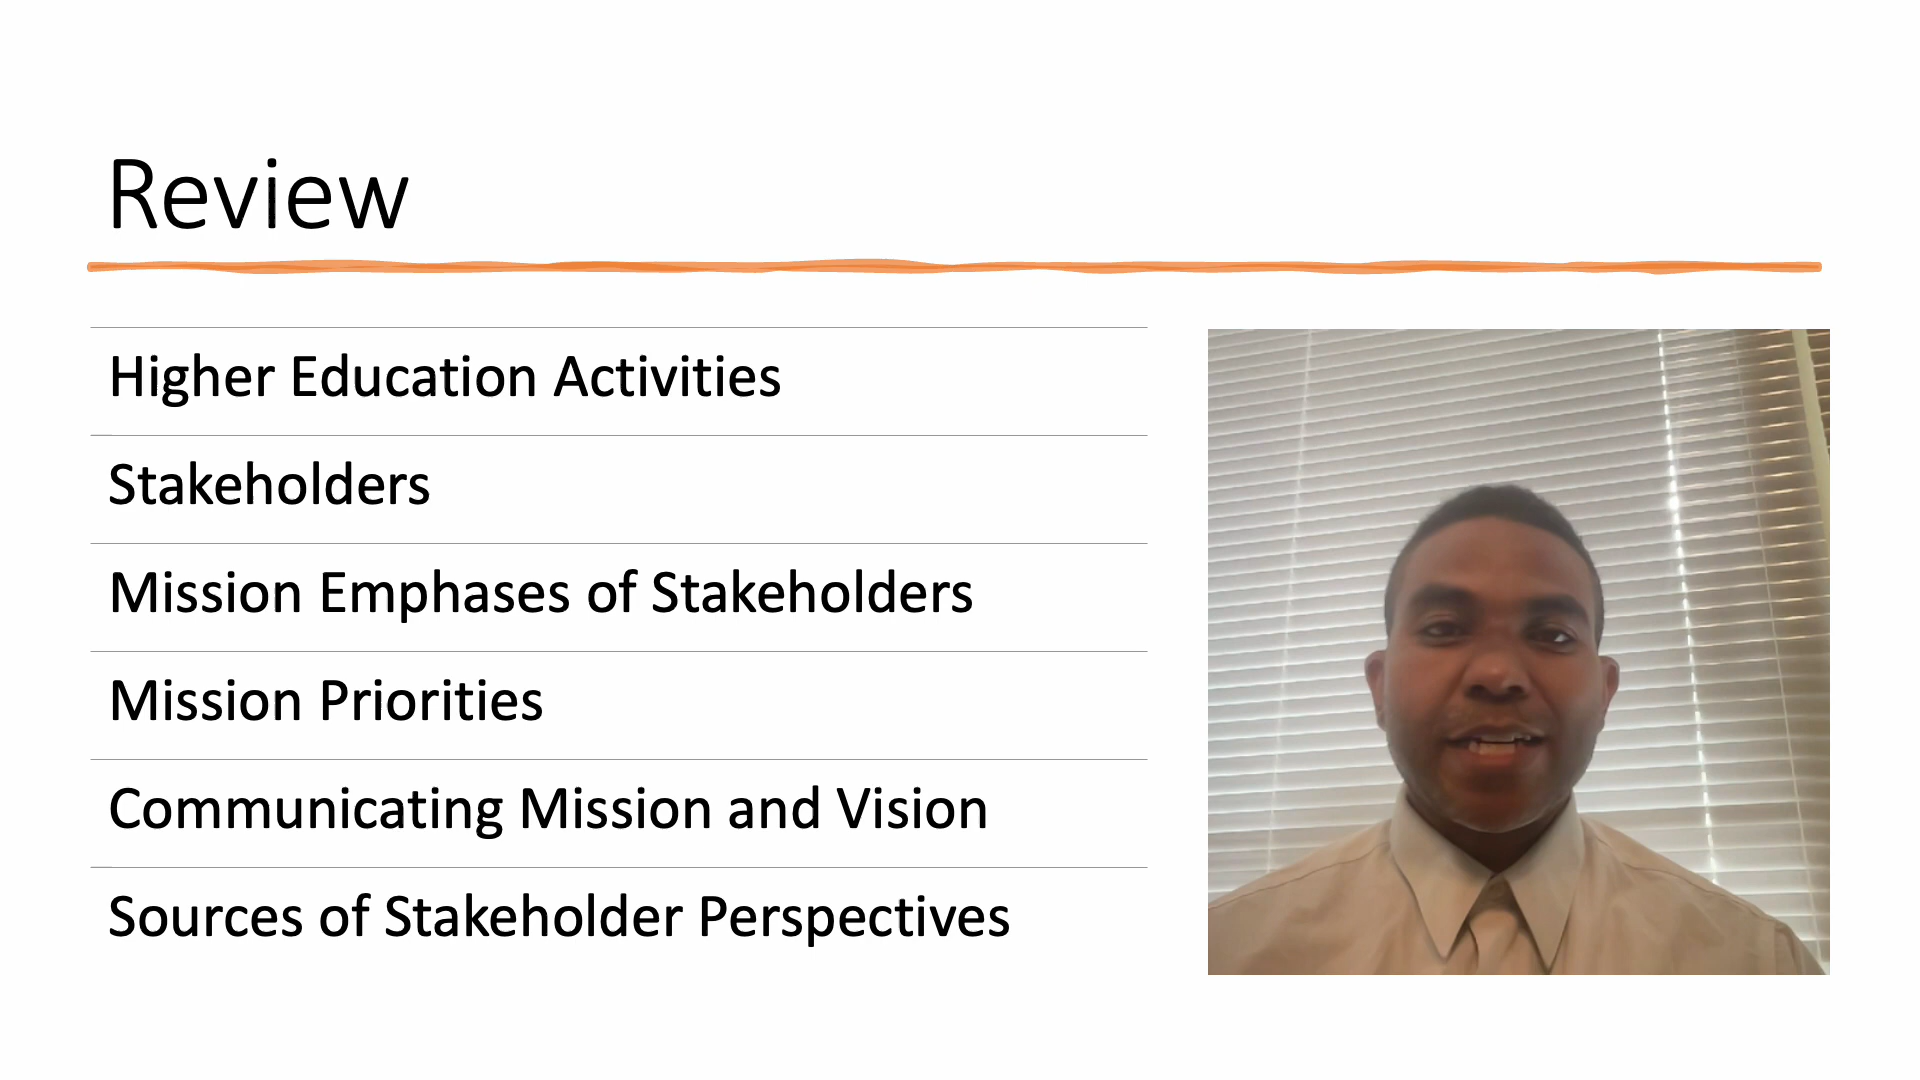 Review
Higher Education Activities
Stakeholders
Mission Emphases of Stakeholders
Mission Priorities
Communicating Mission and Vision
Sources of Stakeholder Perspectives